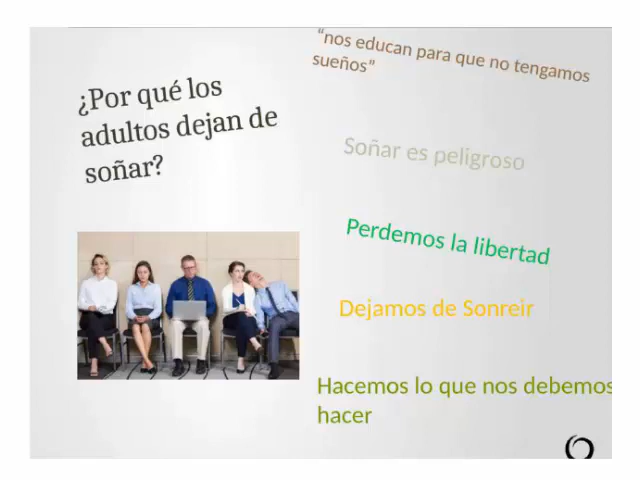 ¿Por qué los
adultos dejan de
soñar?
“nos educan para que no tengamos
sueños”
Soñar es peligroso
Perdemos la libertad
Dejamos de Sonreir
Hacemos lo que nos debemos
hacer